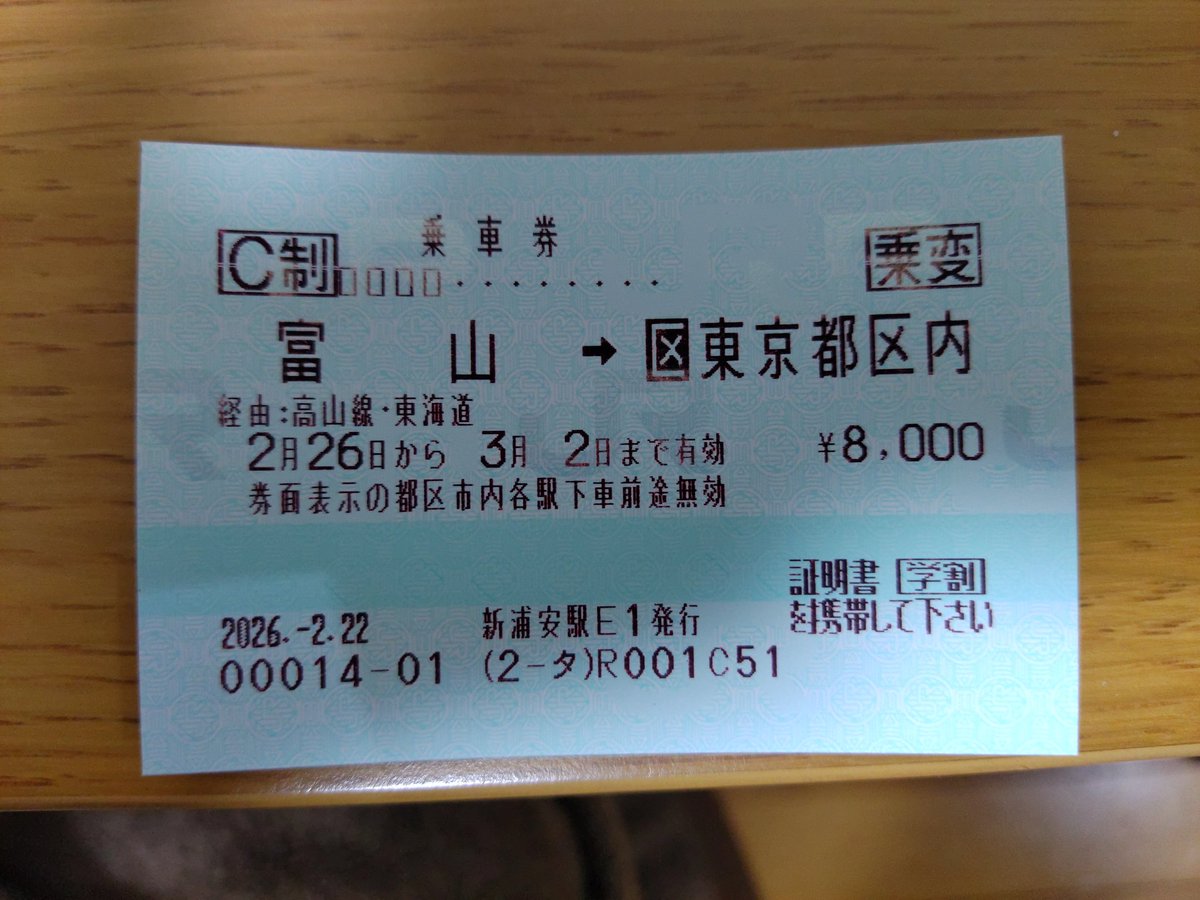 乗車券
C制 乗変
□□□□・・・・・・・・
富山 → 区 東京都区内
経由:高山線・東海道
2月26日から 3月 2日まで有効 ¥8,000
券面表示の都区市内各駅下車前途無効
証明書 学割
を携帯して下さい
2026.-2.22 新浦安駅E1発行
00014-01 (2-タ)R001C51